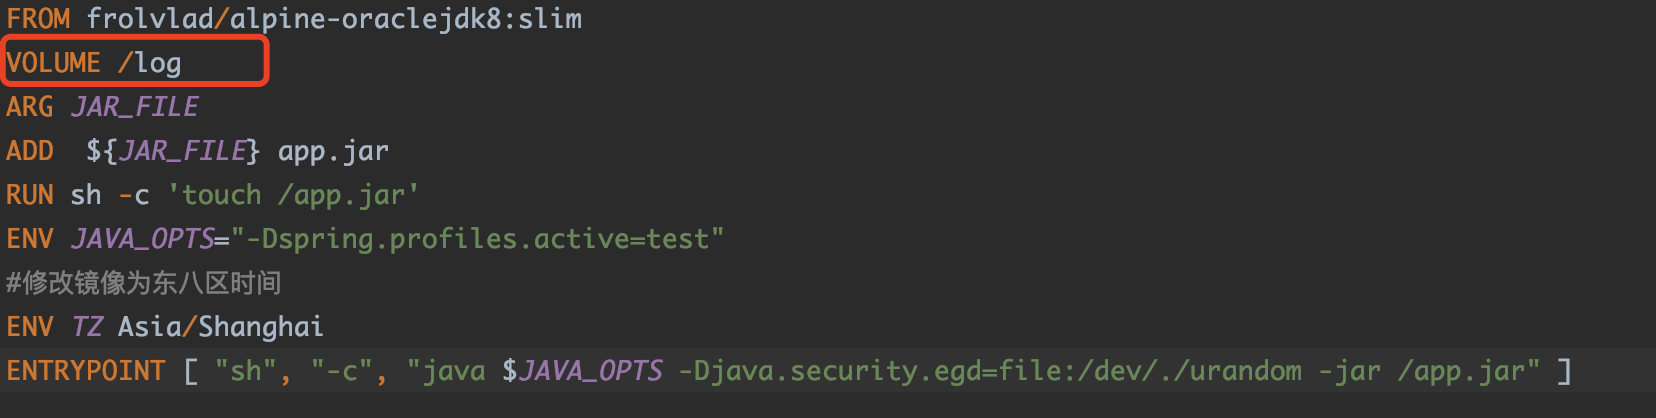 FROM frolvlad/alpine-oraclejdk8:slim
VOLUME /log
ARG JAR_FILE
ADD  ${JAR_FILE} app.jar
RUN sh -c 'touch /app.jar'
ENV JAVA_OPTS="-Dspring.profiles.active=test"
#修改镜像为东八区时间
ENV TZ Asia/Shanghai
ENTRYPOINT [ "sh", "-c", "java $JAVA_OPTS -Djava.security.egd=file:/dev/./urandom -jar /app.jar" ]